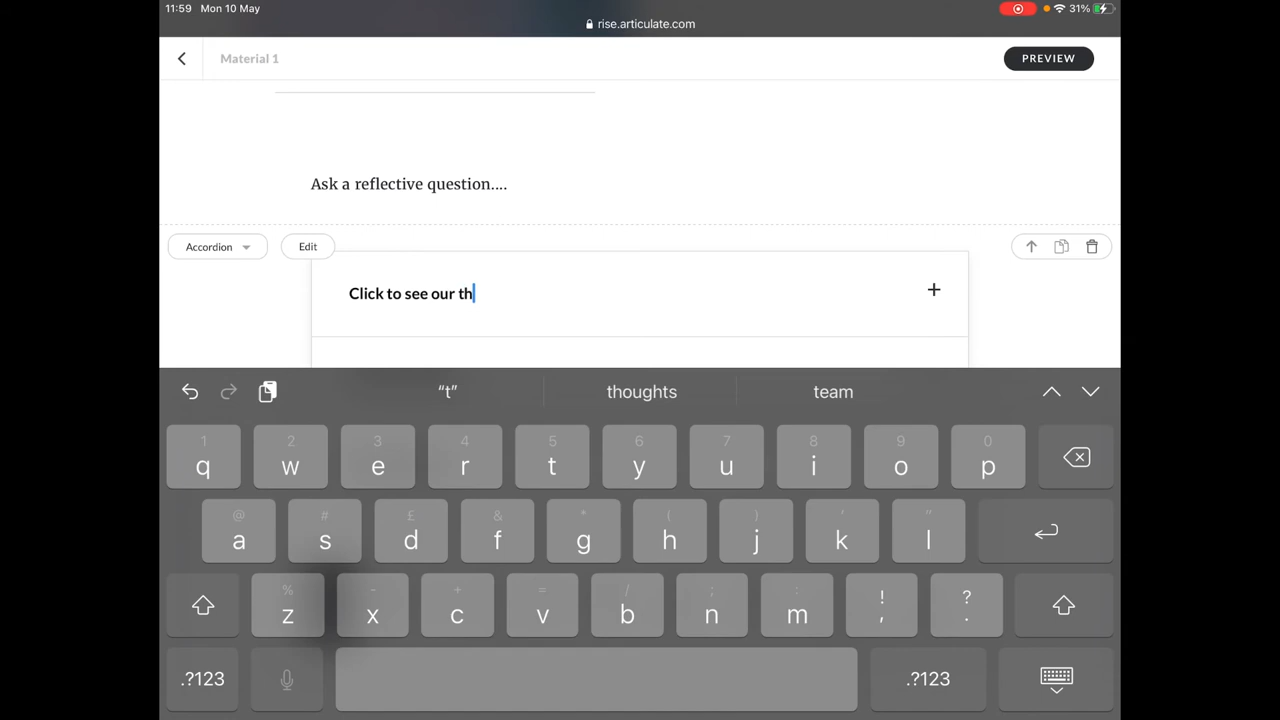 11:59 Mon 10 May
31%
rise.articulate.com
Material 1
PREVIEW
Ask a reflective question....
Accordion
Edit
Click to see our th
+
“t” thoughts team
1 2 3 4 5 6 7 8 9 0
q w e r t y u i o p
@ # £ & * ( ) ' "
a s d f g h j k l
% - + = / ; : ! ?
z x c v b n m , .
.?123 .?123